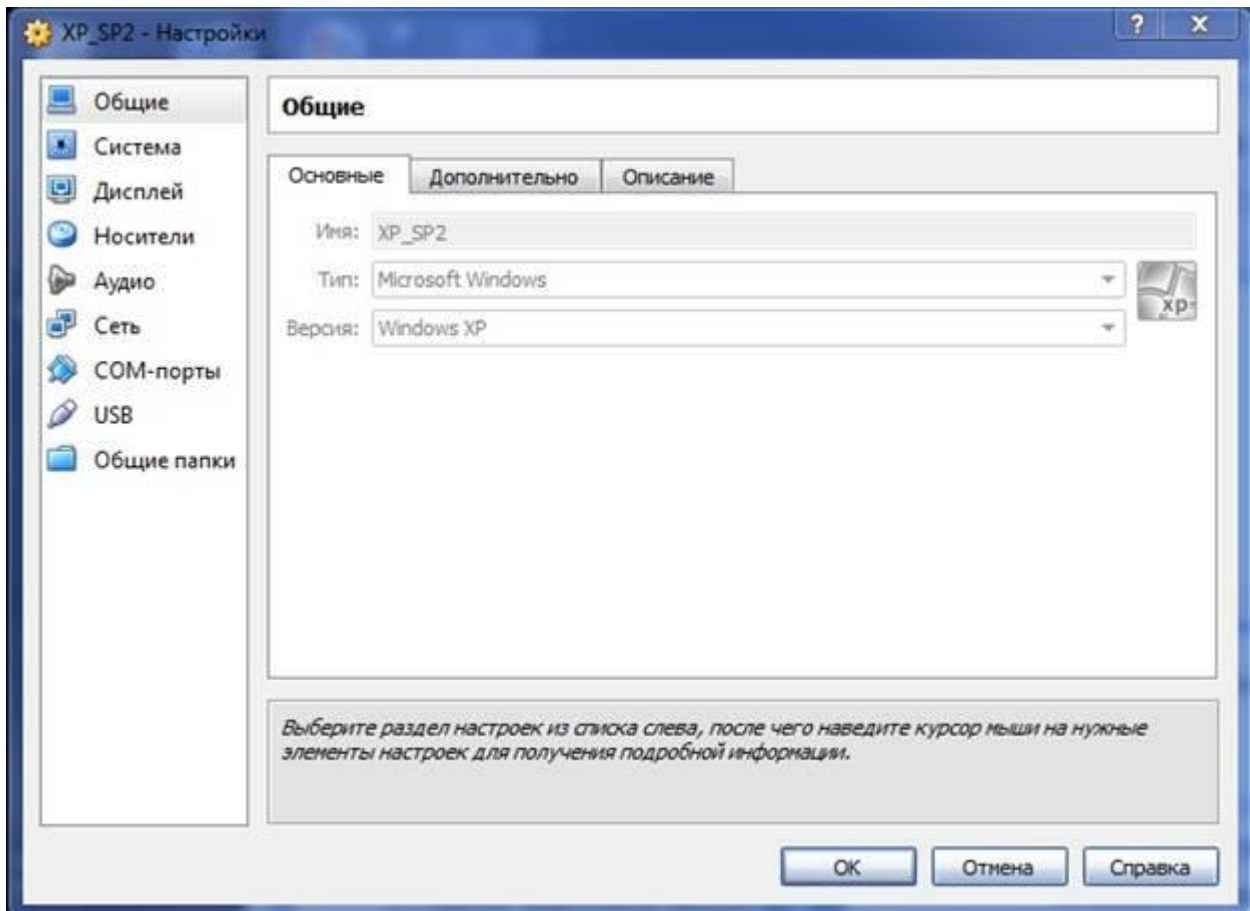 XP_SP2 - Настройки
Общие
Система
Дисплей
Носители
Аудио
Сеть
COM-порты
USB
Общие папки
Общие
Основные Дополнительно Описание
Имя: XP_SP2
Тип: Microsoft Windows
xp
Версия: Windows XP
Выберите раздел настроек из списка слева, после чего наведите курсор мыши на нужные
элементы настроек для получения подробной информации.
OK Отмена Справка